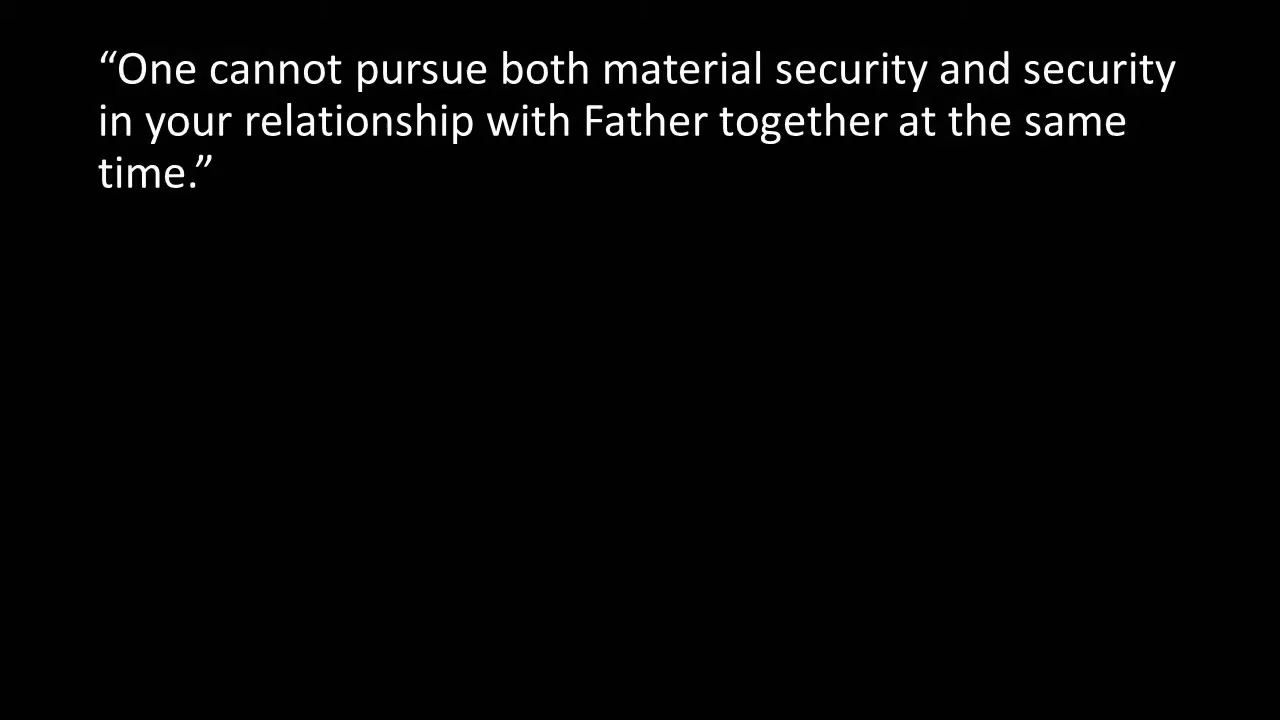 “One cannot pursue both material security and security
in your relationship with Father together at the same
time.”